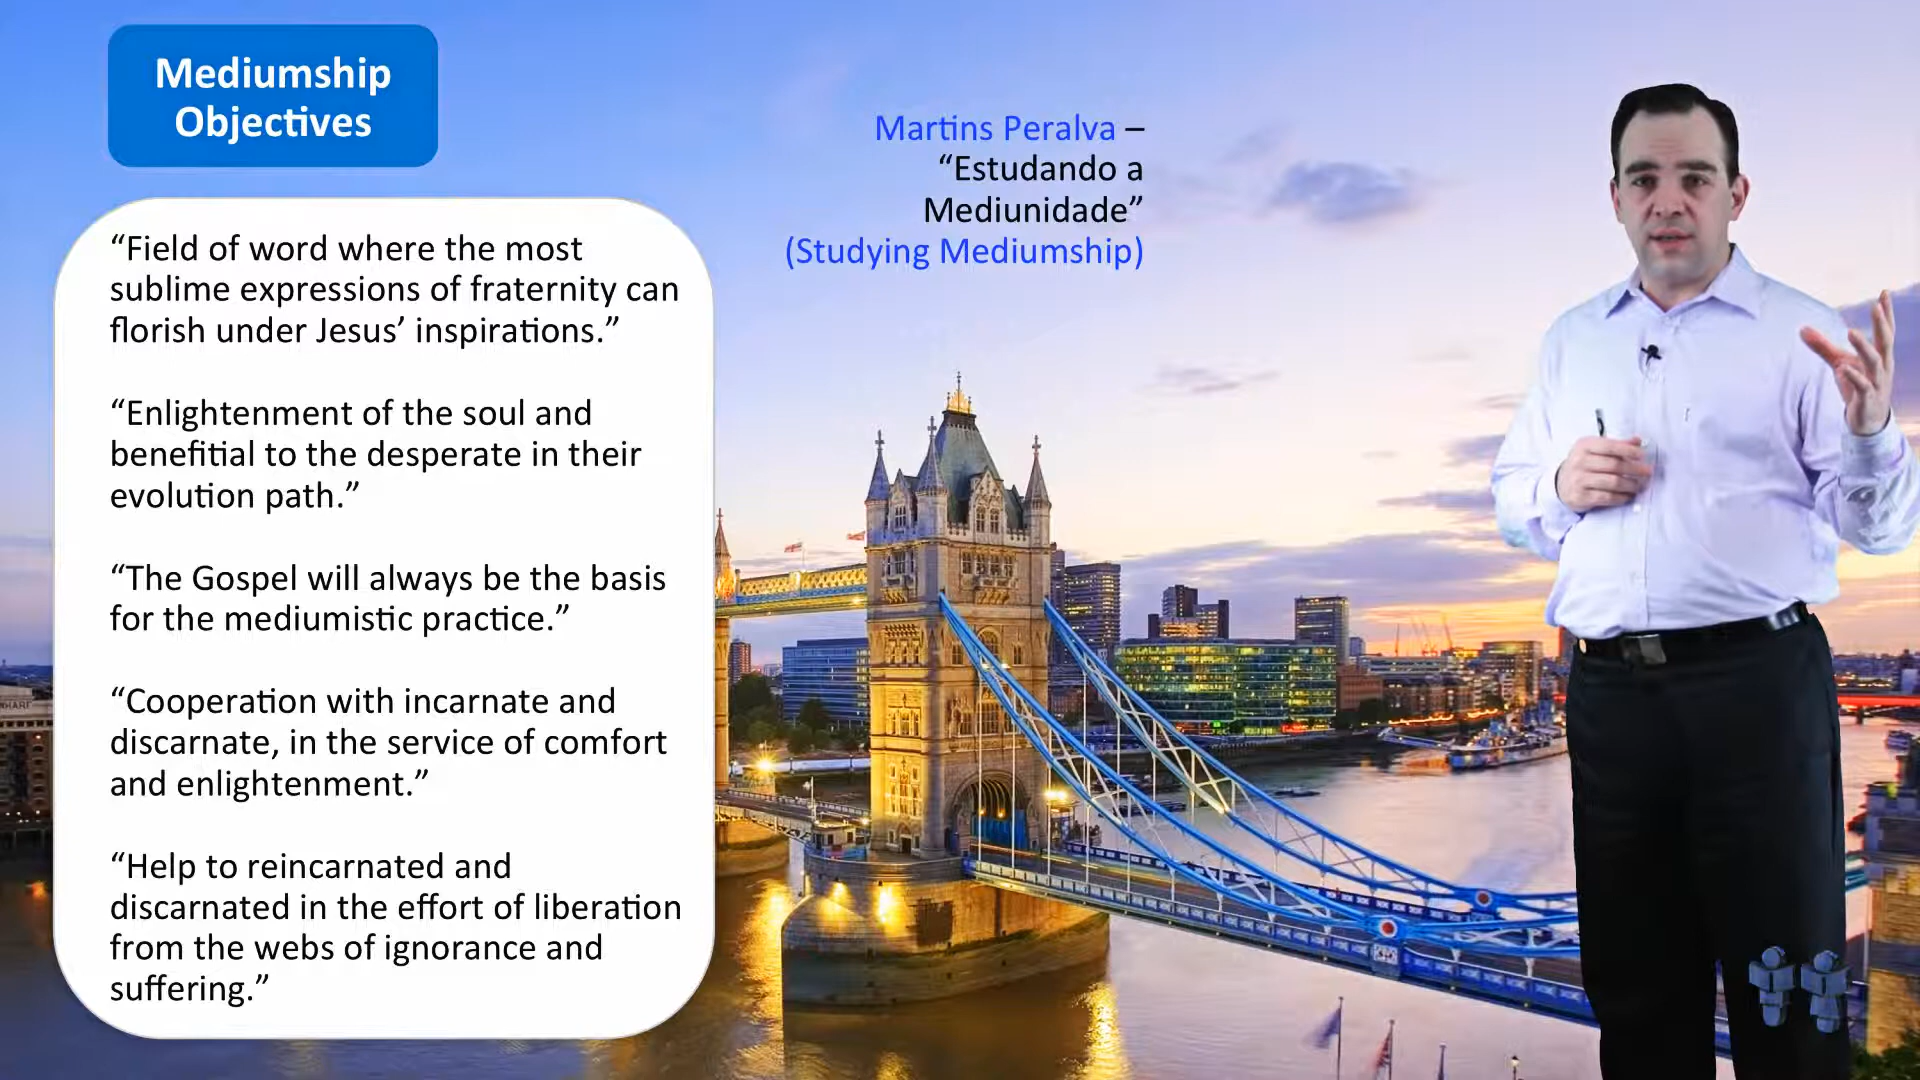 Mediumship
Objectives
Martins Peralva –
“Estudando a
Mediunidade”
(Studying Mediumship)
“Field of word where the most
sublime expressions of fraternity can
florish under Jesus’ inspirations.”
“Enlightenment of the soul and
benefitial to the desperate in their
evolution path.”
“The Gospel will always be the basis
for the mediumistic practice.”
“Cooperation with incarnate and
discarnate, in the service of comfort
and enlightenment.”
“Help to reincarnated and
discarnated in the effort of liberation
from the webs of ignorance and
suffering.”